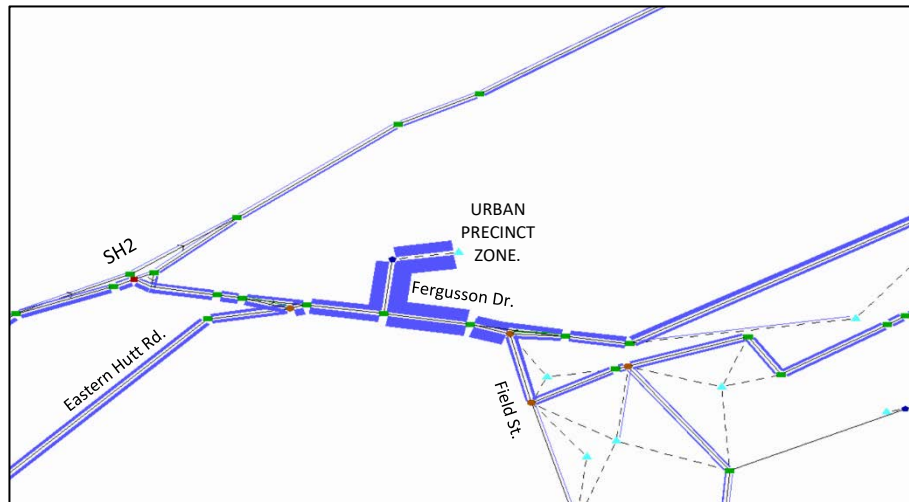 URBAN
PRECINCT
ZONE.
SH2
Fergusson Dr.
Eastern Hutt Rd.
Field St.